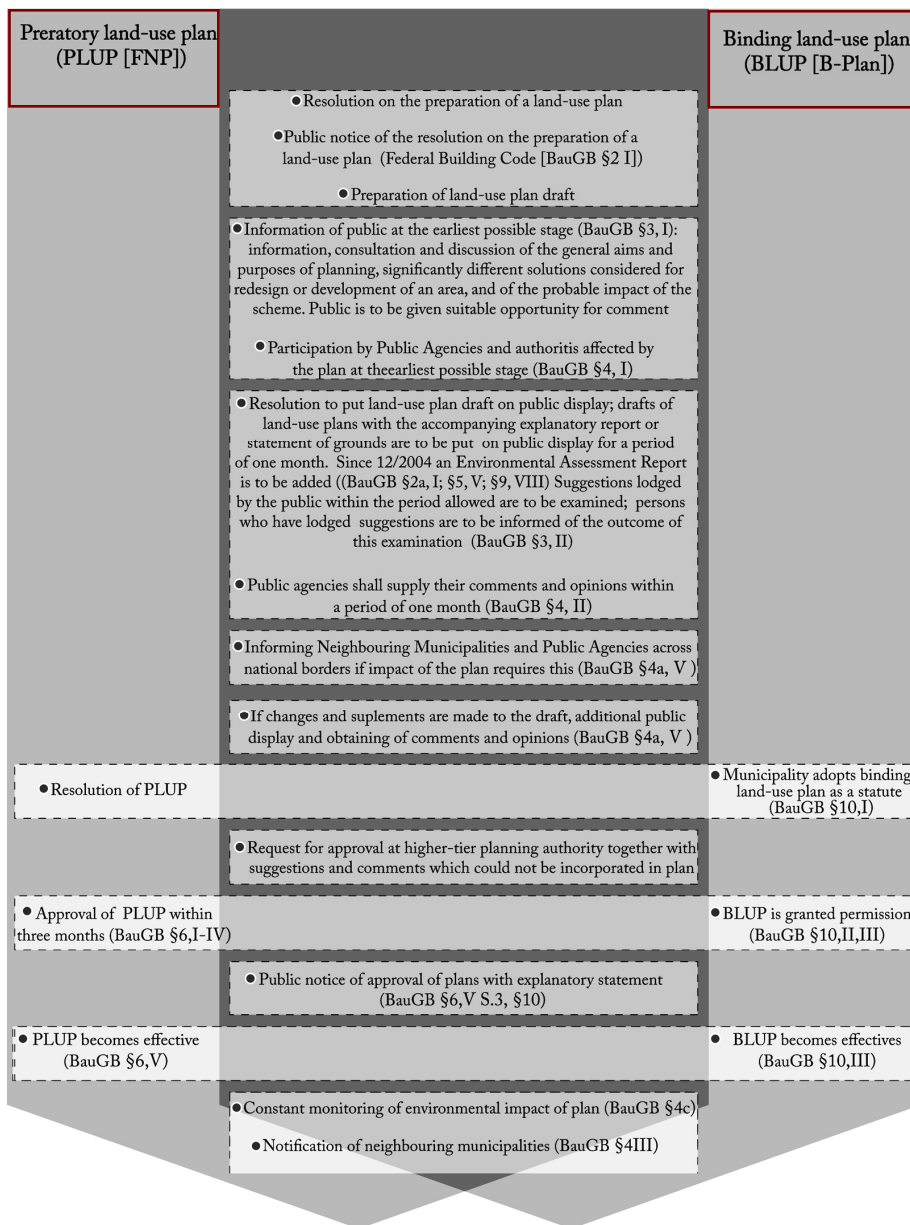 Preratory land-use plan
(PLUP [FNP])
Binding land-use plan
(BLUP [B-Plan])
●Resolution on the preparation of a land-use plan
●Public notice of the resolution on the preparation of a
land-use plan (Federal Building Code [BauGB §2 I])
●Preparation of land-use plan draft
●Information of public at the earliest possible stage (BauGB §3, I):
information, consultation and discussion of the general aims and
purposes of planning, significantly different solutions considered for
redesign or development of an area, and of the probable impact of the
scheme. Public is to be given suitable opportunity for comment
●Participation by Public Agencies and authoritis affected by
the plan at theearliest possible stage (BauGB §4, I)
●Resolution to put land-use plan draft on public display; drafts of
land-use plans with the accompanying explanatory report or
statement of grounds are to be put on public display for a period
of one month. Since 12/2004 an Environmental Assessment Report
is to be added ((BauGB §2a, I; §5, V; §9, VIII) Suggestions lodged
by the public within the period allowed are to be examined; persons
who have lodged suggestions are to be informed of the outcome of
this examination (BauGB §3, II)
●Public agencies shall supply their comments and opinions within
a period of one month (BauGB §4, II)
●Informing Neighbouring Municipalities and Public Agencies across
national borders if impact of the plan requires this (BauGB §4a, V )
●If changes and suplements are made to the draft, additional public
display and obtaining of comments and opinions (BauGB §4a, V )
●Resolution of PLUP
●Municipality adopts binding
land-use plan as a statute
(BauGB §10,I)
●Request for approval at higher-tier planning authority together with
suggestions and comments which could not be incorporated in plan
●Approval of PLUP within
three months (BauGB §6,I-IV)
●BLUP is granted permission
(BauGB §10,II,III)
●Public notice of approval of plans with explanatory statement
(BauGB §6,V S.3, §10)
●PLUP becomes effective
(BauGB §6,V)
● BLUP becomes effectives
(BauGB §10,III)
●Constant monitoring of environmental impact of plan (BauGB §4c)
●Notification of neighbouring municipalities (BauGB §4III)